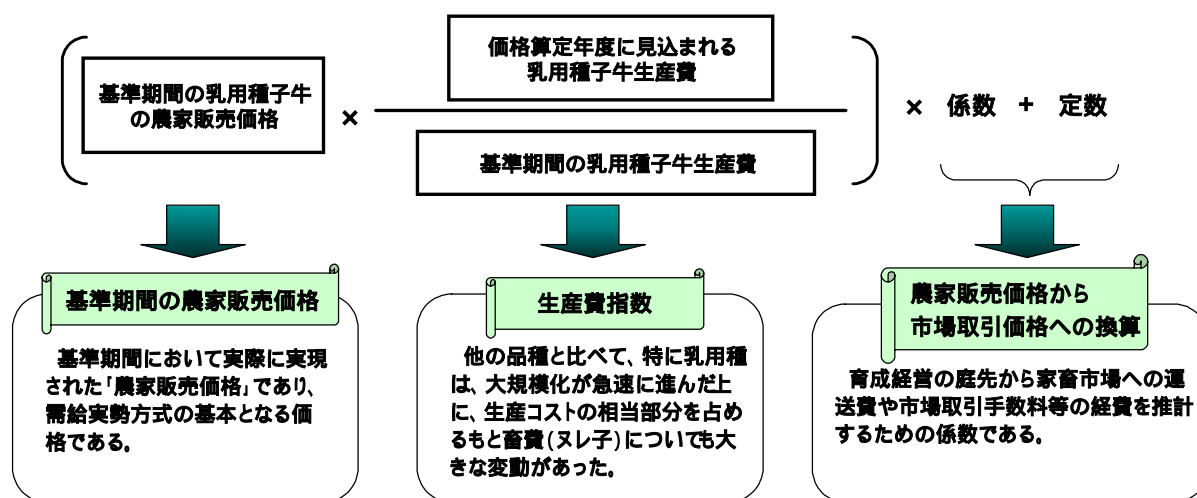 価格算定年度に見込まれる
乳用種子牛生産費
基準期間の乳用種子牛
の農家販売価格
×
基準期間の乳用種子牛生産費
× 係数 + 定数
基準期間の農家販売価格
基準期間において実際に実現
された「農家販売価格」であり、
需給実勢方式の基本となる価
格である。
生産費指数
他の品種と比べて、特に乳用種
は、大規模化が急速に進んだ上
に、生産コストの相当部分を占め
るもと畜費(ヌレ子)についても大
きな変動があった。
農家販売価格から
市場取引価格への換算
育成経営の庭先から家畜市場への運
送費や市場取引手数料等の経費を推計
するための係数である。